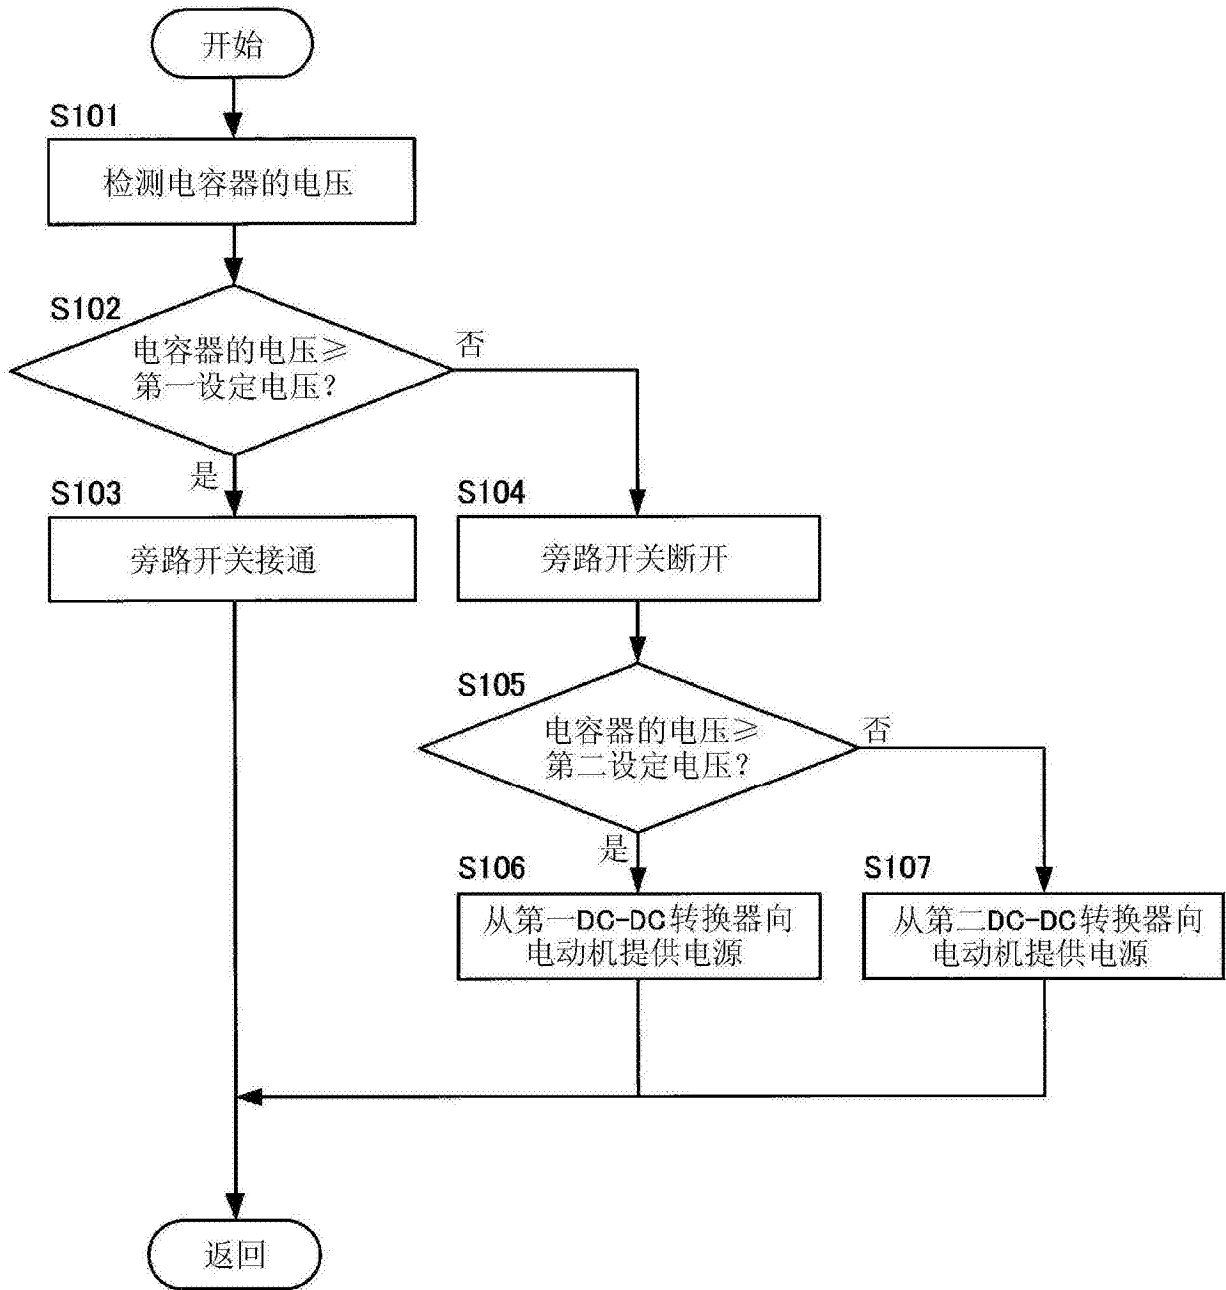 开始
S101
检测电容器的电压
S102
电容器的电压≥
第一设定电压？
否
是
S103
旁路开关接通
S104
旁路开关断开
S105
电容器的电压≥
第二设定电压？
否
是
S106
从第一DC-DC转换器向
电动机提供电源
S107
从第二DC-DC转换器向
电动机提供电源
返回